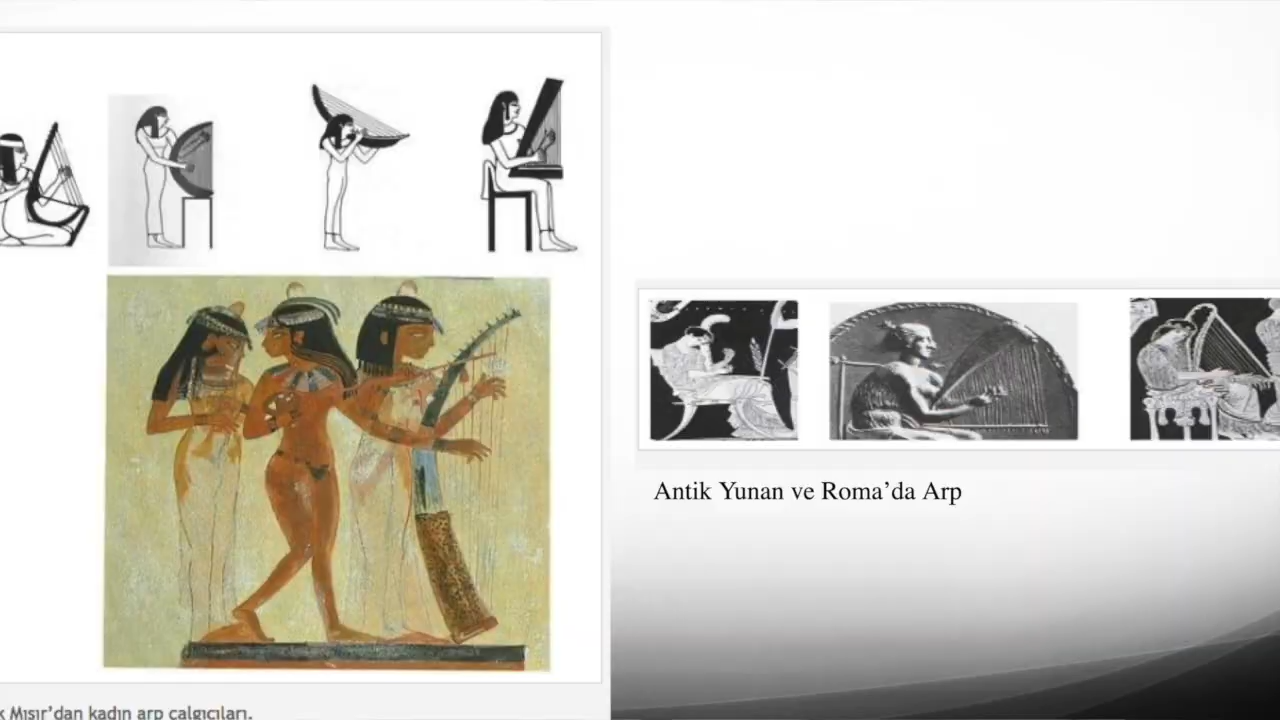 Antik Yunan ve Roma’da Arp
k Mısır’dan kadın arp çalgıcıları.